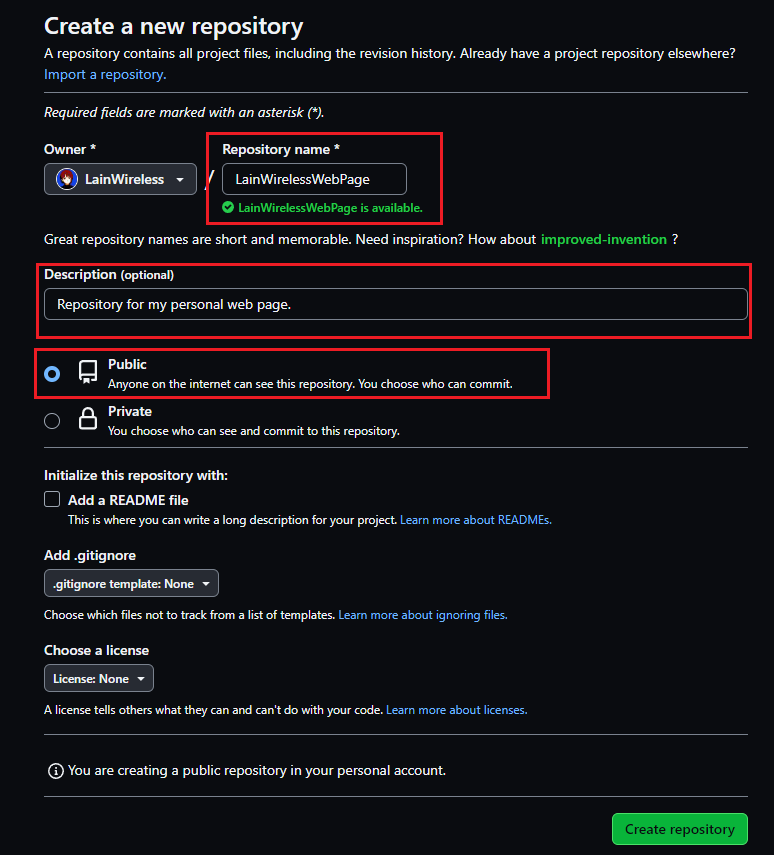 Create a new repository
A repository contains all project files, including the revision history. Already have a project repository elsewhere?
Import a repository.
Required fields are marked with an asterisk (*).
Owner *
Repository name *
LainWireless
/
LainWirelessWebPage
LainWirelessWebPage is available.
Great repository names are short and memorable. Need inspiration? How about improved-invention ?
Description (optional)
Repository for my personal web page.
Public
Anyone on the internet can see this repository. You choose who can commit.
Private
You choose who can see and commit to this repository.
Initialize this repository with:
Add a README file
This is where you can write a long description for your project. Learn more about READMEs.
Add .gitignore
.gitignore template: None
Choose which files not to track from a list of templates. Learn more about ignoring files.
Choose a license
License: None
A license tells others what they can and can't do with your code. Learn more about licenses.
You are creating a public repository in your personal account.
Create repository